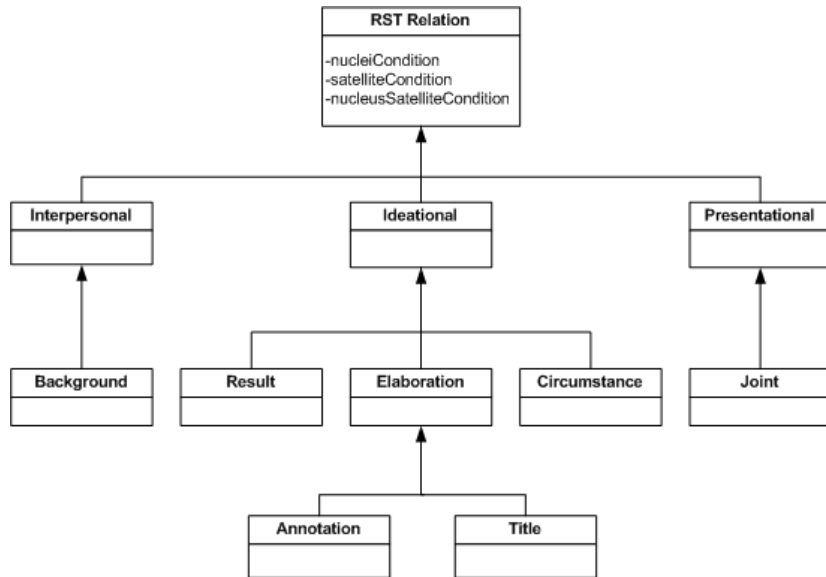 RST Relation
-nucleiCondition
-satelliteCondition
-nucleusSatelliteCondition
Interpersonal
Ideational
Presentational
Background
Result
Elaboration
Circumstance
Joint
Annotation
Title